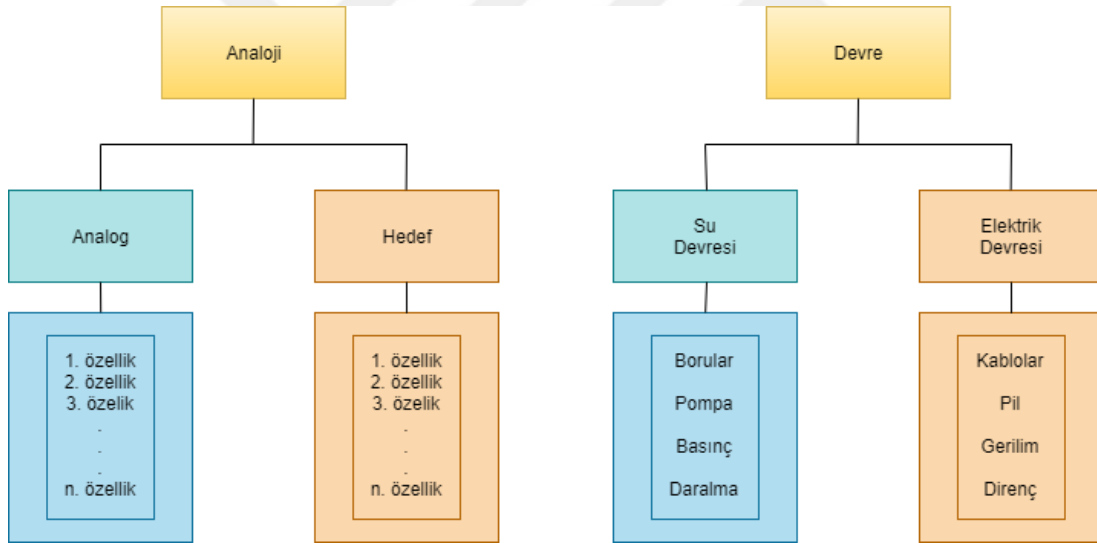 Analoji
Analog
Hedef
1. özellik
2. özellik
3. özelik
.
.
.
n. özellik
1. özellik
2. özellik
3. özelik
.
.
.
n. özellik
Devre
Su
Devresi
Elektrik
Devresi
Borular
Pompa
Basınç
Daralma
Kablolar
Pil
Gerilim
Direnç